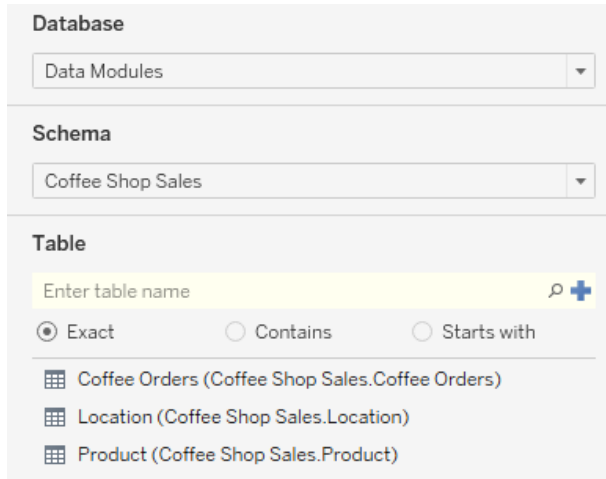 Database
Data Modules
Schema
Coffee Shop Sales
Table
Enter table name
Exact Contains Starts with
Coffee Orders (Coffee Shop Sales.Coffee Orders)
Location (Coffee Shop Sales.Location)
Product (Coffee Shop Sales.Product)